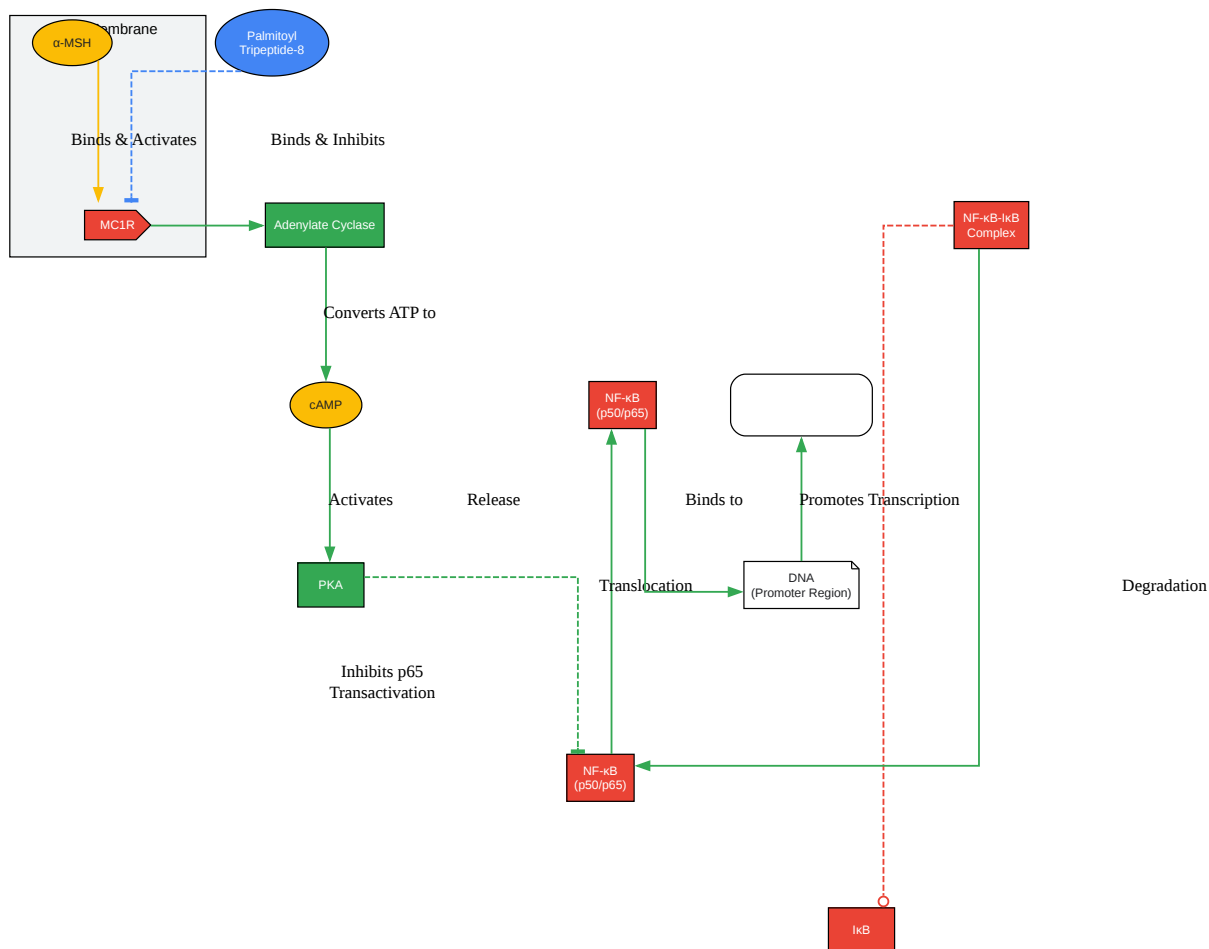 α-MSH
embrane
Palmitoyl
Tripeptide-8
Binds & Activates
Binds & Inhibits
MC1R
Adenylate Cyclase
NF-κB-IκB
Complex
Converts ATP to
cAMP
NF-κB
(p50/p65)
Activates
Release
Binds to
Promotes Transcription
PKA
Translocation
DNA
(Promoter Region)
Degradation
Inhibits p65
Transactivation
NF-κB
(p50/p65)
IκB